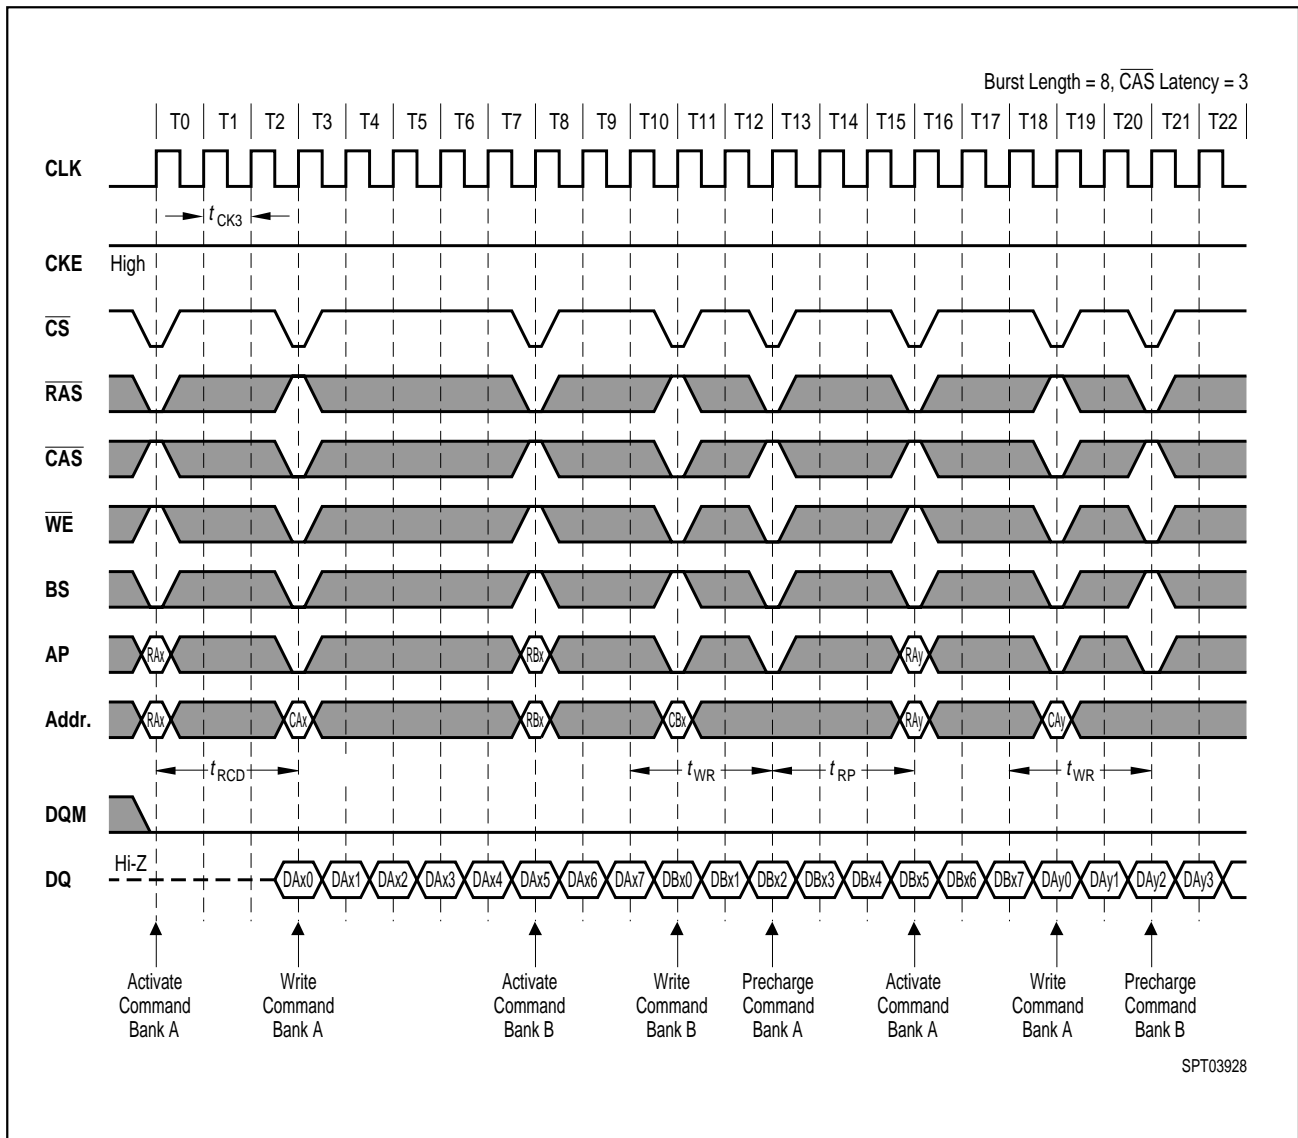 Burst Length = 8, CAS Latency = 3
T0 T1 T2 T3 T4 T5 T6 T7 T8 T9 T10 T11 T12 T13 T14 T15 T16 T17 T18 T19 T20 T21 T22
CLK
t CK3
CKE High
CS
RAS
CAS
WE
BS
AP RAx RBx RAy
Addr. RAx CAx RBx CBx RAy CAy
t RCD t WR t RP t WR
DQM
Hi-Z
DQ DAx0 DAx1 DAx2 DAx3 DAx4 DAx5 DAx6 DAx7 DBx0 DBx1 DBx2 DBx3 DBx4 DBx5 DBx6 DBx7 DAy0 DAy1 DAy2 DAy3
Activate Command Bank A
Write Command Bank A
Activate Command Bank B
Write Command Bank B
Precharge Command Bank A
Activate Command Bank A
Write Command Bank A
Precharge Command Bank B
SPT03928